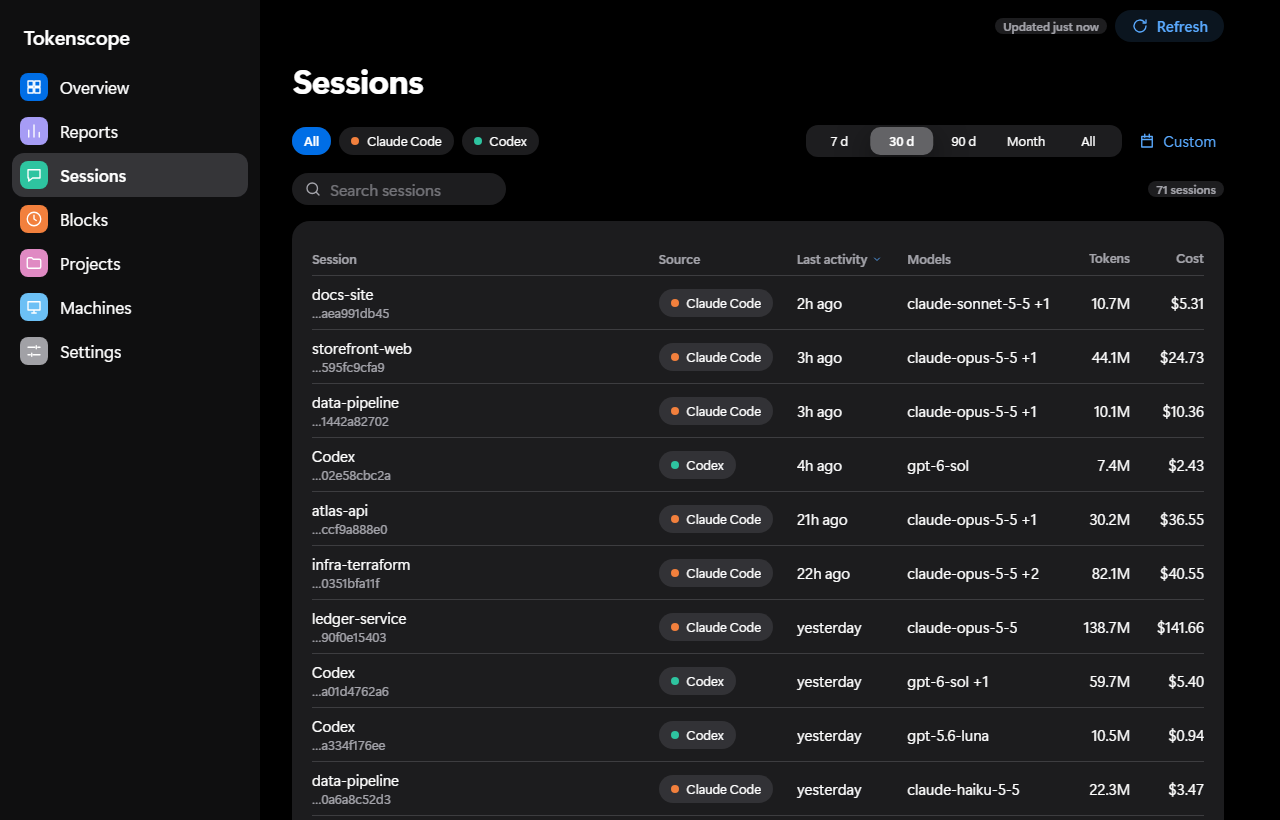 Tokenscope
Overview
Reports
Sessions
Blocks
Projects
Machines
Settings
Updated just now
Refresh
Sessions
All
Claude Code
Codex
7 d
30 d
90 d
Month
All
Custom
Search sessions
71 sessions
Session Source Last activity Models Tokens Cost
docs-site Claude Code 2h ago claude-sonnet-5-5 +1 10.7M $5.31
...aea991db45
storefront-web Claude Code 3h ago claude-opus-5-5 +1 44.1M $24.73
...595fc9cfa9
data-pipeline Claude Code 3h ago claude-opus-5-5 +1 10.1M $10.36
...1442a82702
Codex Codex 4h ago gpt-6-sol 7.4M $2.43
...02e58cbc2a
atlas-api Claude Code 21h ago claude-opus-5-5 +1 30.2M $36.55
...ccf9a888e0
infra-terraform Claude Code 22h ago claude-opus-5-5 +2 82.1M $40.55
...0351bfa11f
ledger-service Claude Code yesterday claude-opus-5-5 138.7M $141.66
...90f0e15403
Codex Codex yesterday gpt-6-sol +1 59.7M $5.40
...a01d4762a6
Codex Codex yesterday gpt-5.6-luna 10.5M $0.94
...a334f176ee
data-pipeline Claude Code yesterday claude-haiku-5-5 22.3M $3.47
...0a6a8c52d3